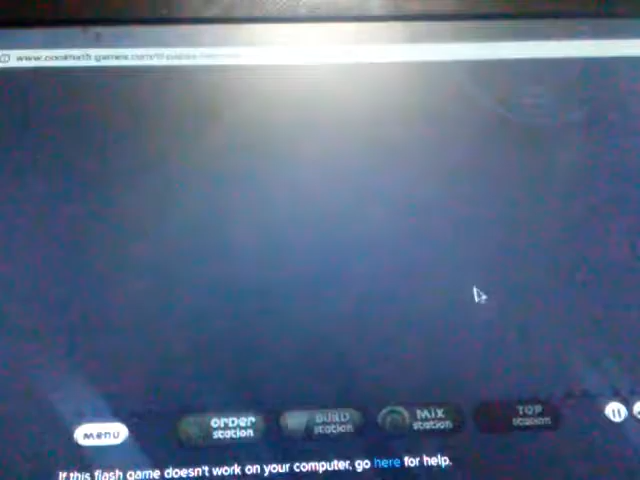 menu
ORDER station
BUILD station
MIX station
TOP station
If this flash game doesn't work on your computer, go here for help.